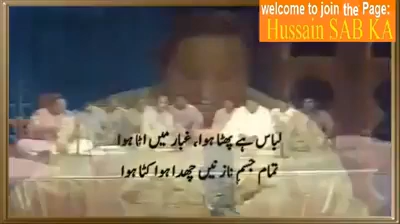 welcome to join the Page:
Hussain SAB KA
لباس ہے پھٹا ہوا، غبار میں اٹا ہوا
تمام جسمِ نازنیں چھدا ہوا کٹا ہوا